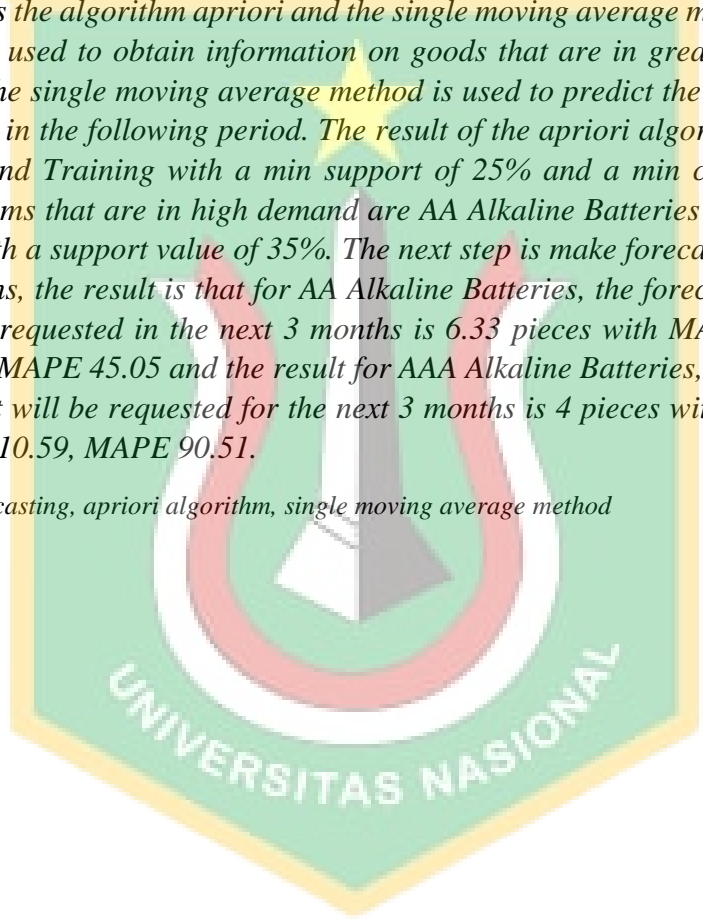 s the algorithm apriori and the single moving average m
used to obtain information on goods that are in grea
he single moving average method is used to predict the
in the following period. The result of the apriori algor
nd Training with a min support of 25% and a min c
ms that are in high demand are AA Alkaline Batteries
th a support value of 35%. The next step is make foreca
ns, the result is that for AA Alkaline Batteries, the forec
requested in the next 3 months is 6.33 pieces with MA
MAPE 45.05 and the result for AAA Alkaline Batteries,
t will be requested for the next 3 months is 4 pieces wit
10.59, MAPE 90.51.
casting, apriori algorithm, single moving average method
UNIVERSITAS NASIONAL